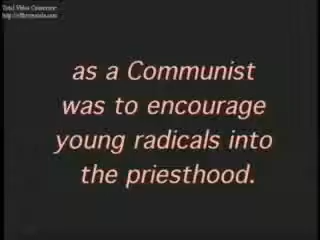 Total Video Converter
as a Communist
was to encourage
young radicals into
the priesthood.